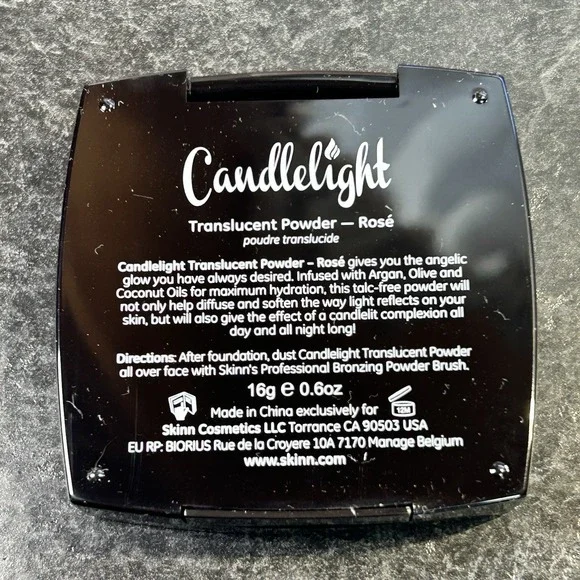 Candlelight
Translucent Powder — Rosé
poudre translucide
Candlelight Translucent Powder – Rosé gives you the angelic
glow you have always desired. Infused with Argan, Olive and
Coconut Oils for maximum hydration, this talc-free powder will
not only help diffuse and soften the way light reflects on your
skin, but will also give the effect of a candlelit complexion all
day and all night long!
Directions: After foundation, dust Candlelight Translucent Powder
all over face with Skinn's Professional Bronzing Powder Brush.
16g e 0.6oz
Made in China exclusively for
12M
Skinn Cosmetics LLC Torrance CA 90503 USA
EU RP: BIORIUS Rue de la Croyere 10A 7170 Manage Belgium
www.skinn.com